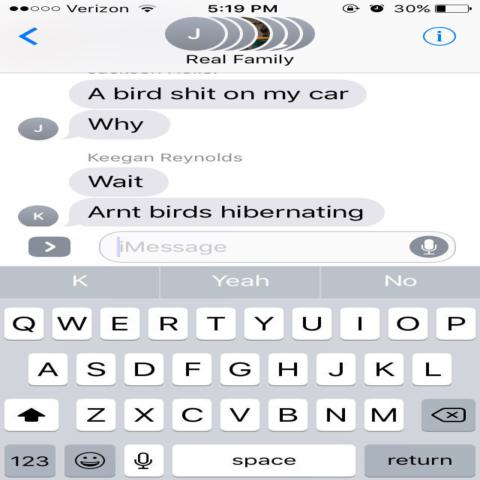 Verizon 5:19 PM 30%
J
Real Family
A bird shit on my car
J Why
Keegan Reynolds
Wait
K Arnt birds hibernating
iMessage
K Yeah No
Q W E R T Y U I O P
A S D F G H J K L
Z X C V B N M
123 space return